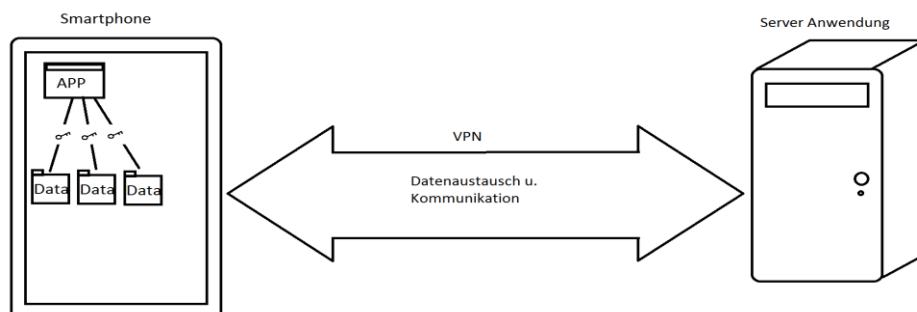 Smartphone
Server Anwendung
APP
VPN
Data
Data
Data
Datenaustausch u.
Kommunikation